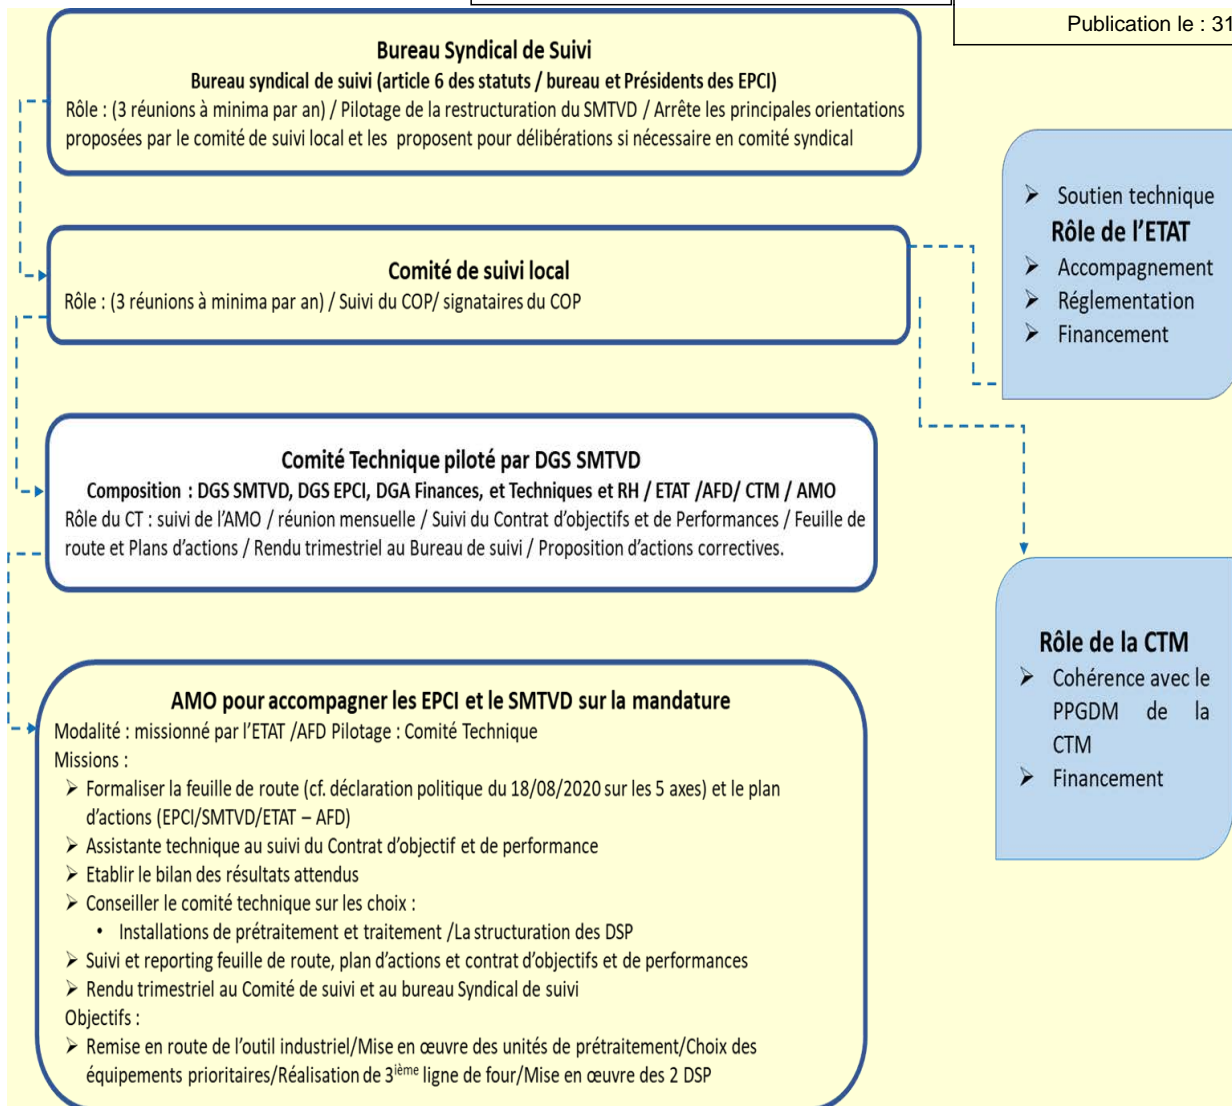 Publication le : 31
Bureau Syndical de Suivi
Bureau syndical de suivi (article 6 des statuts / bureau et Présidents des EPCI)
Rôle : (3 réunions à minima par an) / Pilotage de la restructuration du SMTVD / Arrête les principales orientations
proposées par le comité de suivi local et les proposent pour délibérations si nécessaire en comité syndical
Comité de suivi local
Rôle : (3 réunions à minima par an) / Suivi du COP/ signataires du COP
Comité Technique piloté par DGS SMTVD
Composition : DGS SMTVD, DGS EPCI, DGA Finances, et Techniques et RH / ETAT /AFD/ CTM / AMO
Rôle du CT : suivi de l’AMO / réunion mensuelle / Suivi du Contrat d’objectifs et de Performances / Feuille de
route et Plans d’actions / Rendu trimestriel au Bureau de suivi / Proposition d’actions correctives.
AMO pour accompagner les EPCI et le SMTVD sur la mandature
Modalité : missionné par l’ETAT /AFD Pilotage : Comité Technique
Missions :
➢ Formaliser la feuille de route (cf. déclaration politique du 18/08/2020 sur les 5 axes) et le plan
d’actions (EPCI/SMTVD/ETAT – AFD)
➢ Assistante technique au suivi du Contrat d’objectif et de performance
➢ Etablir le bilan des résultats attendus
➢ Conseiller le comité technique sur les choix :
• Installations de prétraitement et traitement /La structuration des DSP
➢ Suivi et reporting feuille de route, plan d’actions et contrat d’objectifs et de performances
➢ Rendu trimestriel au Comité de suivi et au bureau Syndical de suivi
Objectifs :
➢ Remise en route de l’outil industriel/Mise en œuvre des unités de prétraitement/Choix des
équipements prioritaires/Réalisation de 3ième ligne de four/Mise en œuvre des 2 DSP
➢ Soutien technique
Rôle de l’ETAT
➢ Accompagnement
➢ Réglementation
➢ Financement
Rôle de la CTM
➢ Cohérence avec le
PPGDM de la
CTM
➢ Financement